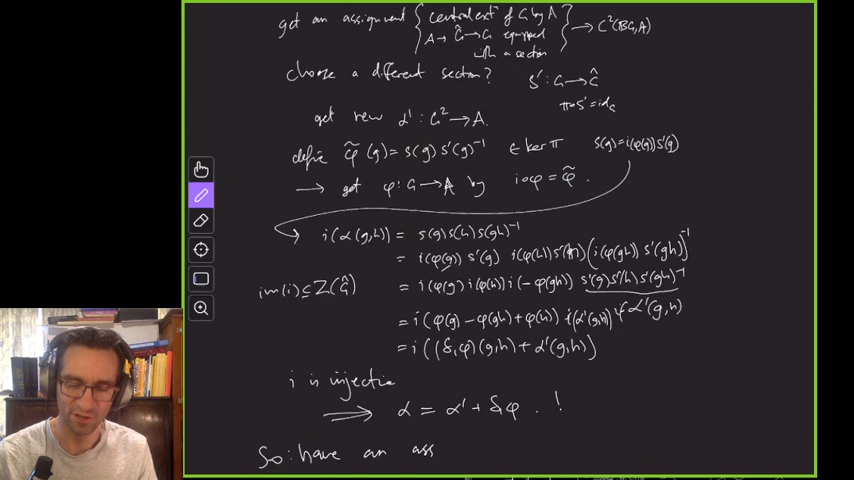 get an assignment { central ext of G by A
A → Ĝ → G equipped
with a section } → C²(BG,A)
choose a different section? s' : G → Ĝ
π∘s' = id_G
get new α' : G² → A.
define φ̃(g) = s(g) s'(g)⁻¹ ∈ ker π s(g) = i(φ(g)) s'(g)
→ get φ : G → A by i∘φ = φ̃ .
i(α(g,h)) = s(g) s(h) s(gh)⁻¹
= i(φ(g)) s'(g) i(φ(h)) s'(h) (i(φ(gh)) s'(gh))⁻¹
im(i) ⊆ Z(Ĝ) = i(φ(g)) i(φ(h)) i(-φ(gh)) s'(g) s'(h) s'(gh)⁻¹
= i(φ(g) - φ(gh) + φ(h)) i(α'(g,h)) α'(g,h)
= i((δ₁φ)(g,h) + α'(g,h))
i is injective
⟹ α = α' + δ₁φ . !
So: have an ass